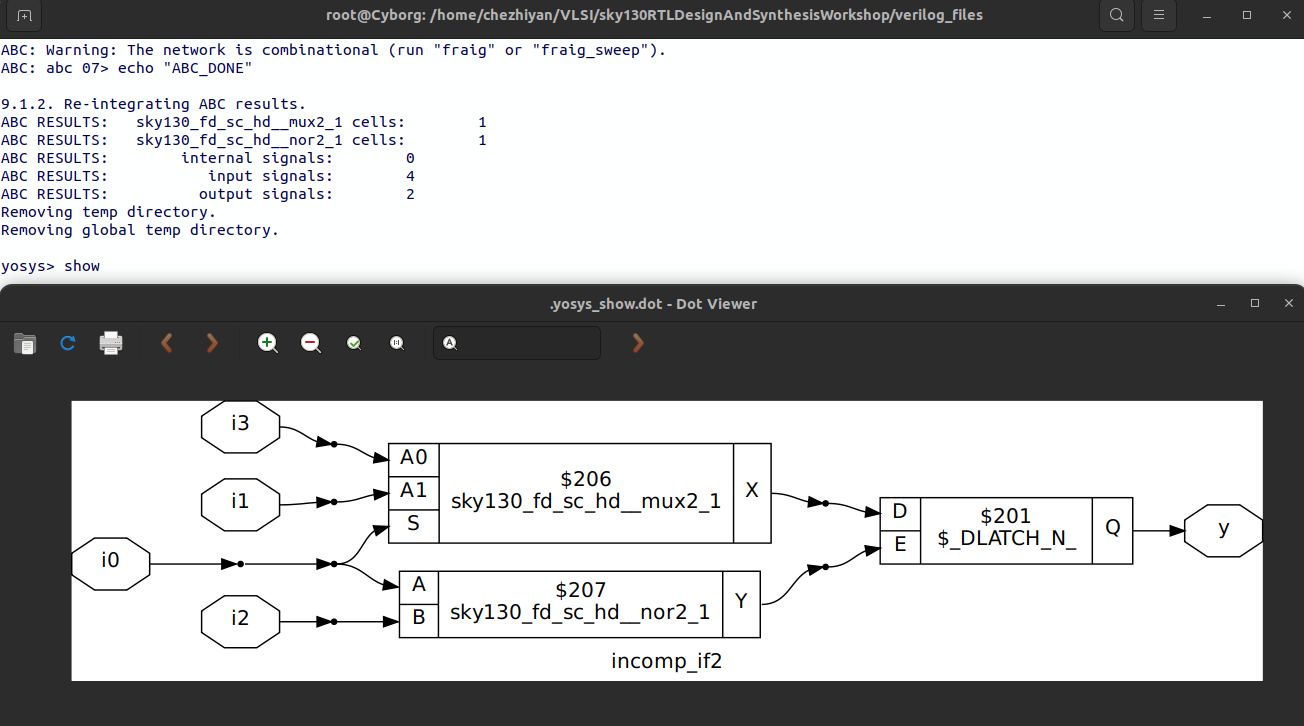 root@Cyborg: /home/chezhiyan/VLSI/sky130RTLDesignAndSynthesisWorkshop/verilog_files
ABC: Warning: The network is combinational (run "fraig" or "fraig_sweep").
ABC: abc 07> echo "ABC_DONE"
9.1.2. Re-integrating ABC results.
ABC RESULTS:   sky130_fd_sc_hd__mux2_1 cells:        1
ABC RESULTS:   sky130_fd_sc_hd__nor2_1 cells:        1
ABC RESULTS:        internal signals:        0
ABC RESULTS:           input signals:        4
ABC RESULTS:          output signals:        2
Removing temp directory.
Removing global temp directory.
yosys> show
.yosys_show.dot - Dot Viewer
i3
i1
i0
i2
A0
A1
S
$206
sky130_fd_sc_hd__mux2_1
X
A
B
$207
sky130_fd_sc_hd__nor2_1
Y
D
E
$201
$_DLATCH_N_
Q
y
incomp_if2